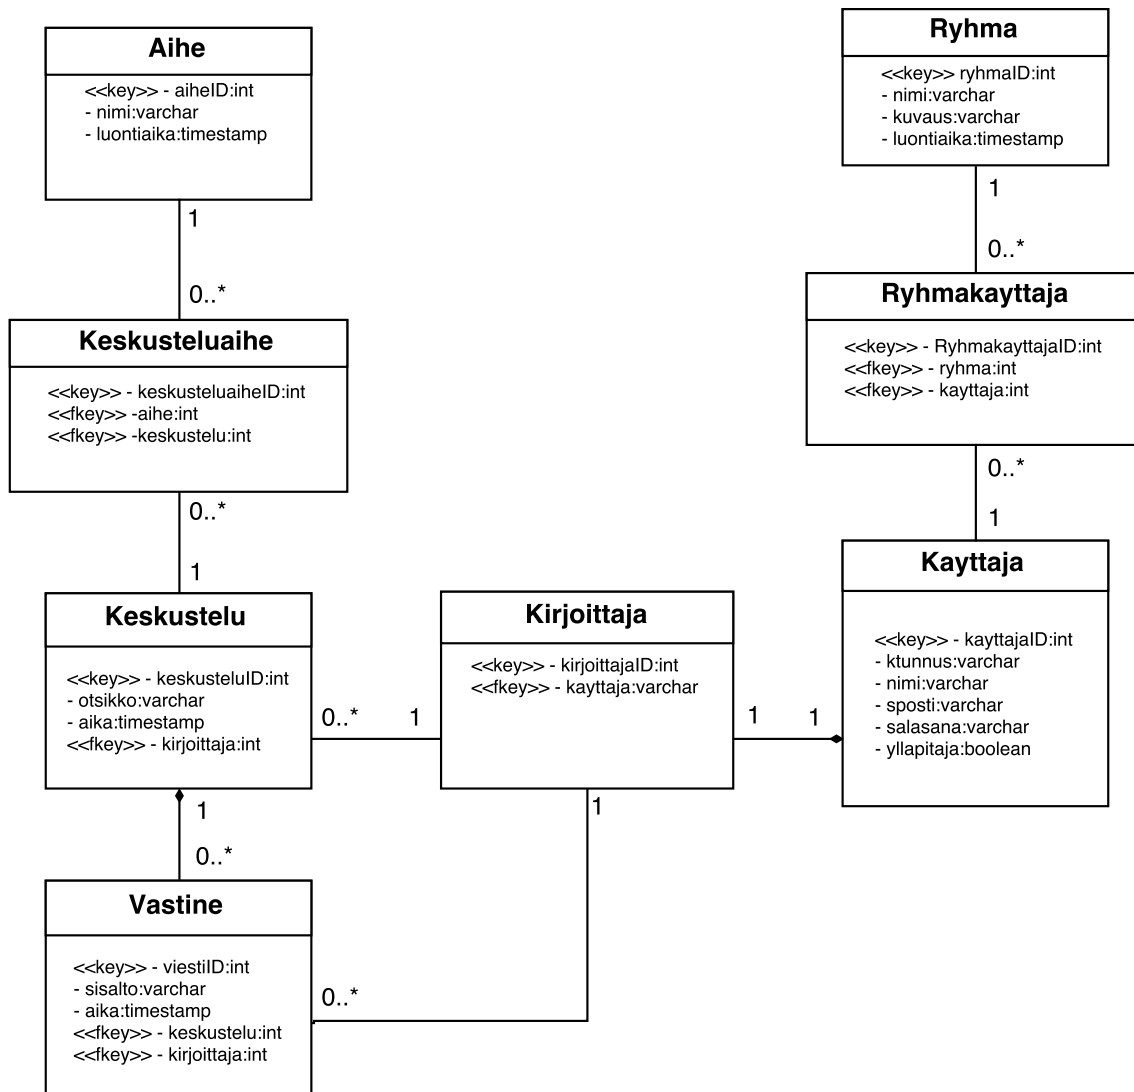 Aihe
<<key>> - aiheID:int
- nimi:varchar
- luontiaika:timestamp
1
0..*
Keskusteluaihe
<<key>> - keskusteluaiheID:int
<<fkey>> -aihe:int
<<fkey>> -keskustelu:int
0..*
1
Keskustelu
<<key>> - keskusteluID:int
- otsikko:varchar
- aika:timestamp
<<fkey>> - kirjoittaja:int
0..*
1
1
0..*
Vastine
<<key>> - viestiID:int
- sisalto:varchar
- aika:timestamp
<<fkey>> - keskustelu:int
<<fkey>> - kirjoittaja:int
0..*
1
Kirjoittaja
<<key>> - kirjoittajaID:int
<<fkey>> - kayttaja:varchar
1
1
Ryhma
<<key>> ryhmaID:int
- nimi:varchar
- kuvaus:varchar
- luontiaika:timestamp
1
0..*
Ryhmakayttaja
<<key>> - RyhmakayttajaID:int
<<fkey>> - ryhma:int
<<fkey>> - kayttaja:int
0..*
1
Kayttaja
<<key>> - kayttajaID:int
- ktunnus:varchar
- nimi:varchar
- sposti:varchar
- salasana:varchar
- yllapitaja:boolean